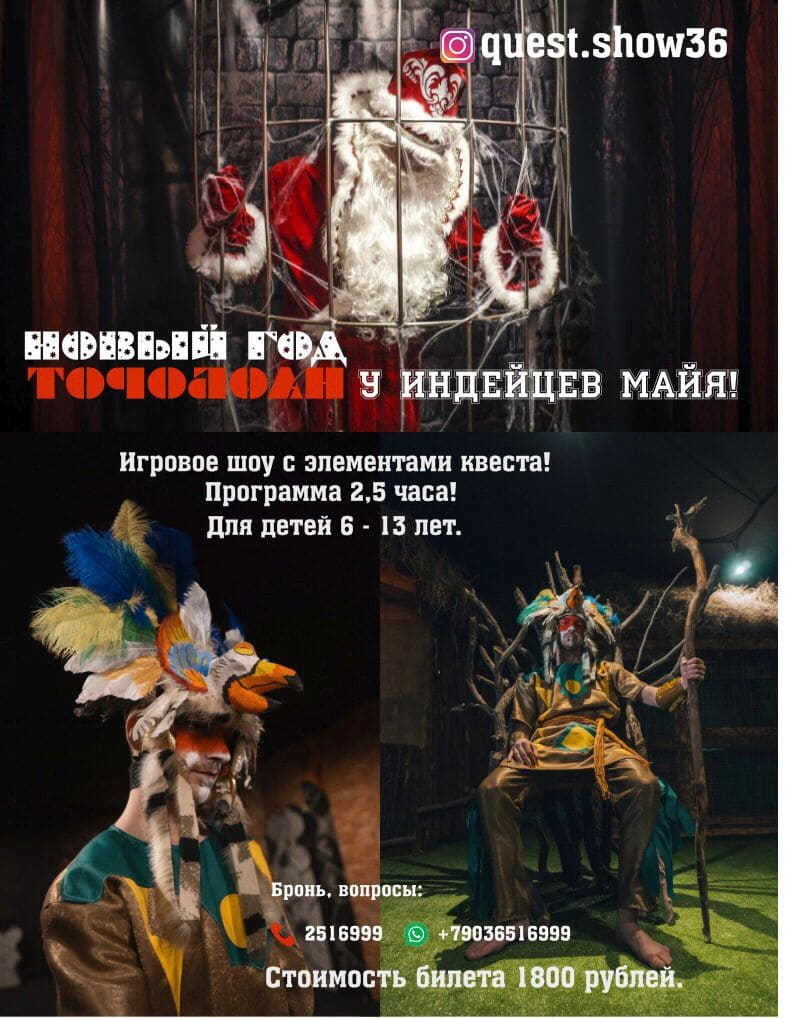 quest.show36
НОВЫЙ ГОД
ТОЧОЛОАН У ИНДЕЙЦЕВ МАЙЯ!
Игровое шоу с элементами квеста!
Программа 2,5 часа!
Для детей 6 - 13 лет.
Бронь, вопросы:
2516999 +79036516999
Стоимость билета 1800 рублей.